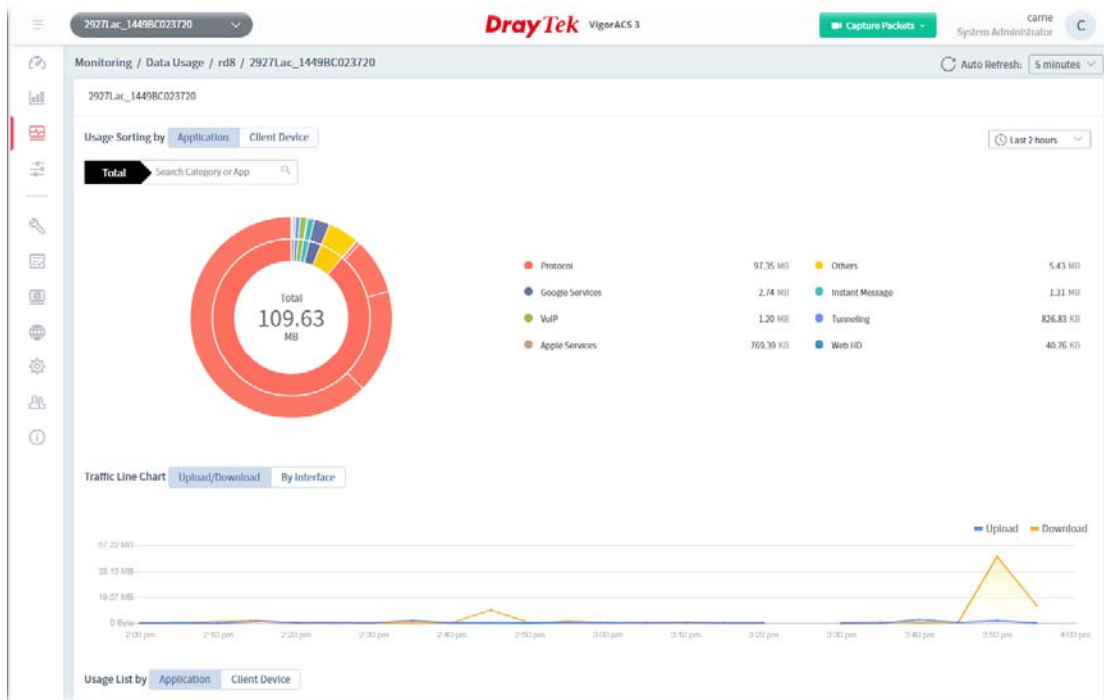 2927Lac_1449BC023720
DrayTek VigorACS 3
Capture Packets
carrie
System Administrator
C
Monitoring / Data Usage / rd8 / 2927Lac_1449BC023720
Auto Refresh: 5 minutes
2927Lac_1449BC023720
Usage Sorting by Application Client Device
Last 2 hours
Total Search Category or App
Total
109.63
MB
Protocol 97.35 MB
Others 5.43 MB
Google Services 2.74 MB
Instant Message 1.31 MB
VoIP 1.20 MB
Tunneling 826.83 KB
Apple Services 769.39 KB
Web HD 40.76 KB
Traffic Line Chart Upload/Download By Interface
Upload Download
57.22 MB
38.15 MB
19.07 MB
0 Byte
2:00 pm 2:10 pm 2:20 pm 2:30 pm 2:40 pm 2:50 pm 3:00 pm 3:10 pm 3:20 pm 3:30 pm 3:40 pm 3:50 pm 4:00 pm
Usage List by Application Client Device